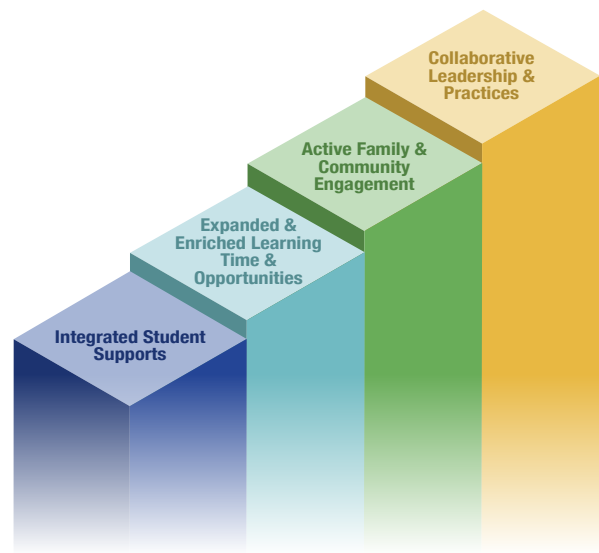 Collaborative
Leadership &
Practices
Active Family &
Community
Engagement
Expanded &
Enriched Learning
Time &
Opportunities
Integrated Student
Supports